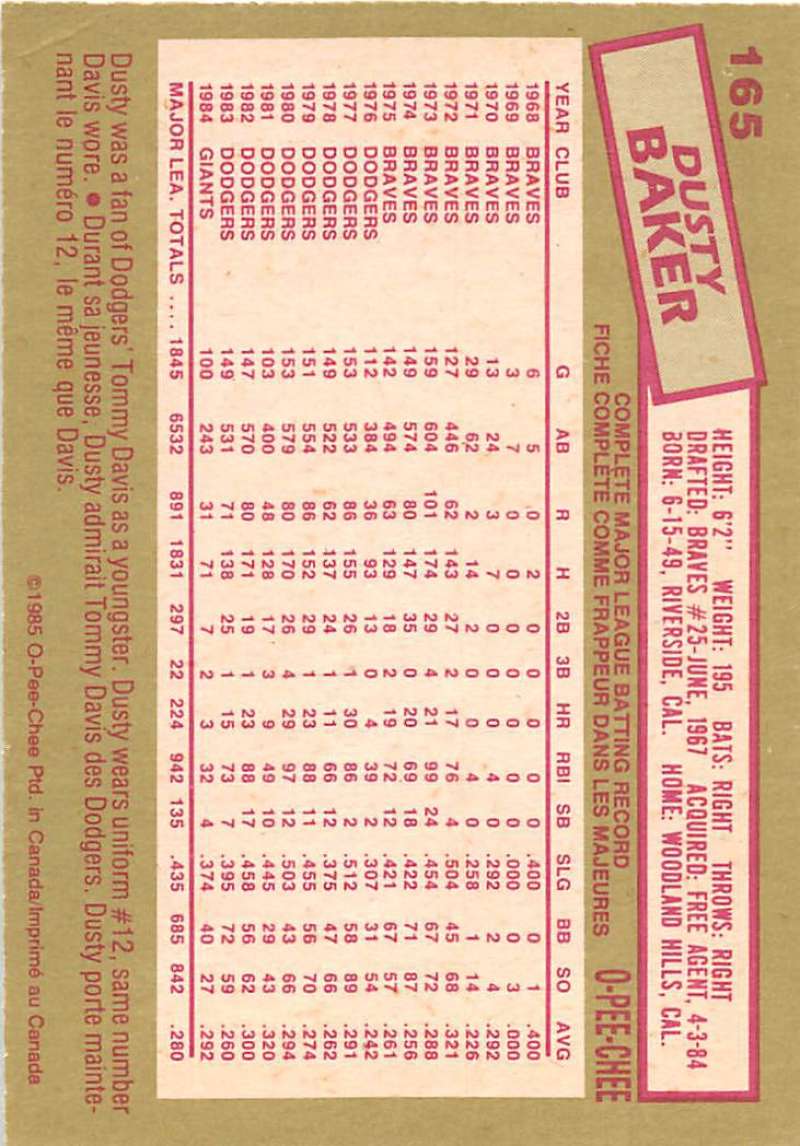 165
DUSTY
BAKER
HEIGHT: 6'2" WEIGHT: 195 BATS: RIGHT THROWS: RIGHT
DRAFTED: BRAVES #25-JUNE, 1967 ACQUIRED: FREE AGENT, 4-3-84
BORN: 6-15-49, RIVERSIDE, CAL. HOME: WOODLAND HILLS, CAL.
COMPLETE MAJOR LEAGUE BATTING RECORD
FICHE COMPLÈTE COMME FRAPPEUR DANS LES MAJEURES
O-PEE-CHEE
YEAR CLUB G AB R H 2B 3B HR RBI SB SLG BB SO AVG
1968 BRAVES 6 5 0 2 0 0 0 0 0 .400 0 1 .400
1969 BRAVES 3 7 0 0 0 0 0 0 0 .000 0 3 .000
1970 BRAVES 13 24 3 7 0 0 0 4 0 .292 2 4 .292
1971 BRAVES 29 62 2 14 2 0 0 4 0 .258 1 14 .226
1972 BRAVES 127 446 62 143 27 2 17 76 4 .504 45 68 .321
1973 BRAVES 159 604 101 174 29 4 21 99 24 .454 67 72 .288
1974 BRAVES 149 574 80 147 35 0 20 69 18 .422 71 87 .256
1975 BRAVES 142 494 63 129 18 2 19 72 12 .421 67 57 .261
1976 DODGERS 112 384 36 93 13 0 4 39 2 .307 31 54 .242
1977 DODGERS 153 533 86 155 26 1 30 86 2 .512 58 89 .291
1978 DODGERS 149 522 62 137 24 1 11 66 12 .375 47 66 .262
1979 DODGERS 151 554 86 152 29 1 23 88 11 .455 56 70 .274
1980 DODGERS 153 579 80 170 26 4 29 97 12 .503 43 66 .294
1981 DODGERS 103 400 48 128 17 3 9 49 10 .445 29 43 .320
1982 DODGERS 147 570 80 171 19 1 23 88 17 .458 56 62 .300
1983 DODGERS 149 531 71 138 25 1 15 73 7 .395 72 59 .260
1984 GIANTS 100 243 31 71 7 2 3 32 4 .374 40 27 .292
MAJOR LEA. TOTALS .... 1845 6532 891 1831 297 22 224 942 135 .435 685 842 .280
Dusty was a fan of Dodgers' Tommy Davis as a youngster. Dusty wears uniform #12, same number
Davis wore. ● Durant sa jeunesse, Dusty admirait Tommy Davis des Dodgers. Dusty porte mainte-
nant le numéro 12, le même que Davis.
©1985 O-Pee-Chee Ptd. in Canada/Imprimé au Canada